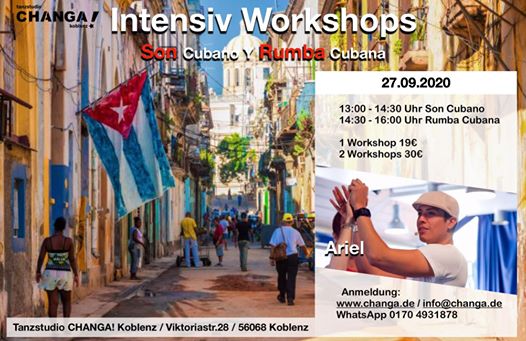 tanzstudio
CHANGA!
koblenz
Intensiv Workshops
Son Cubano Y Rumba Cubana
27.09.2020
13:00 - 14:30 Uhr Son Cubano
14:30 - 16:00 Uhr Rumba Cubana
1 Workshop 19€
2 Workshops 30€
Ariel
Anmeldung:
www.changa.de / info@changa.de
WhatsApp 0170 4931878
Tanzstudio CHANGA! Koblenz / Viktoriastr.28 / 56068 Koblenz